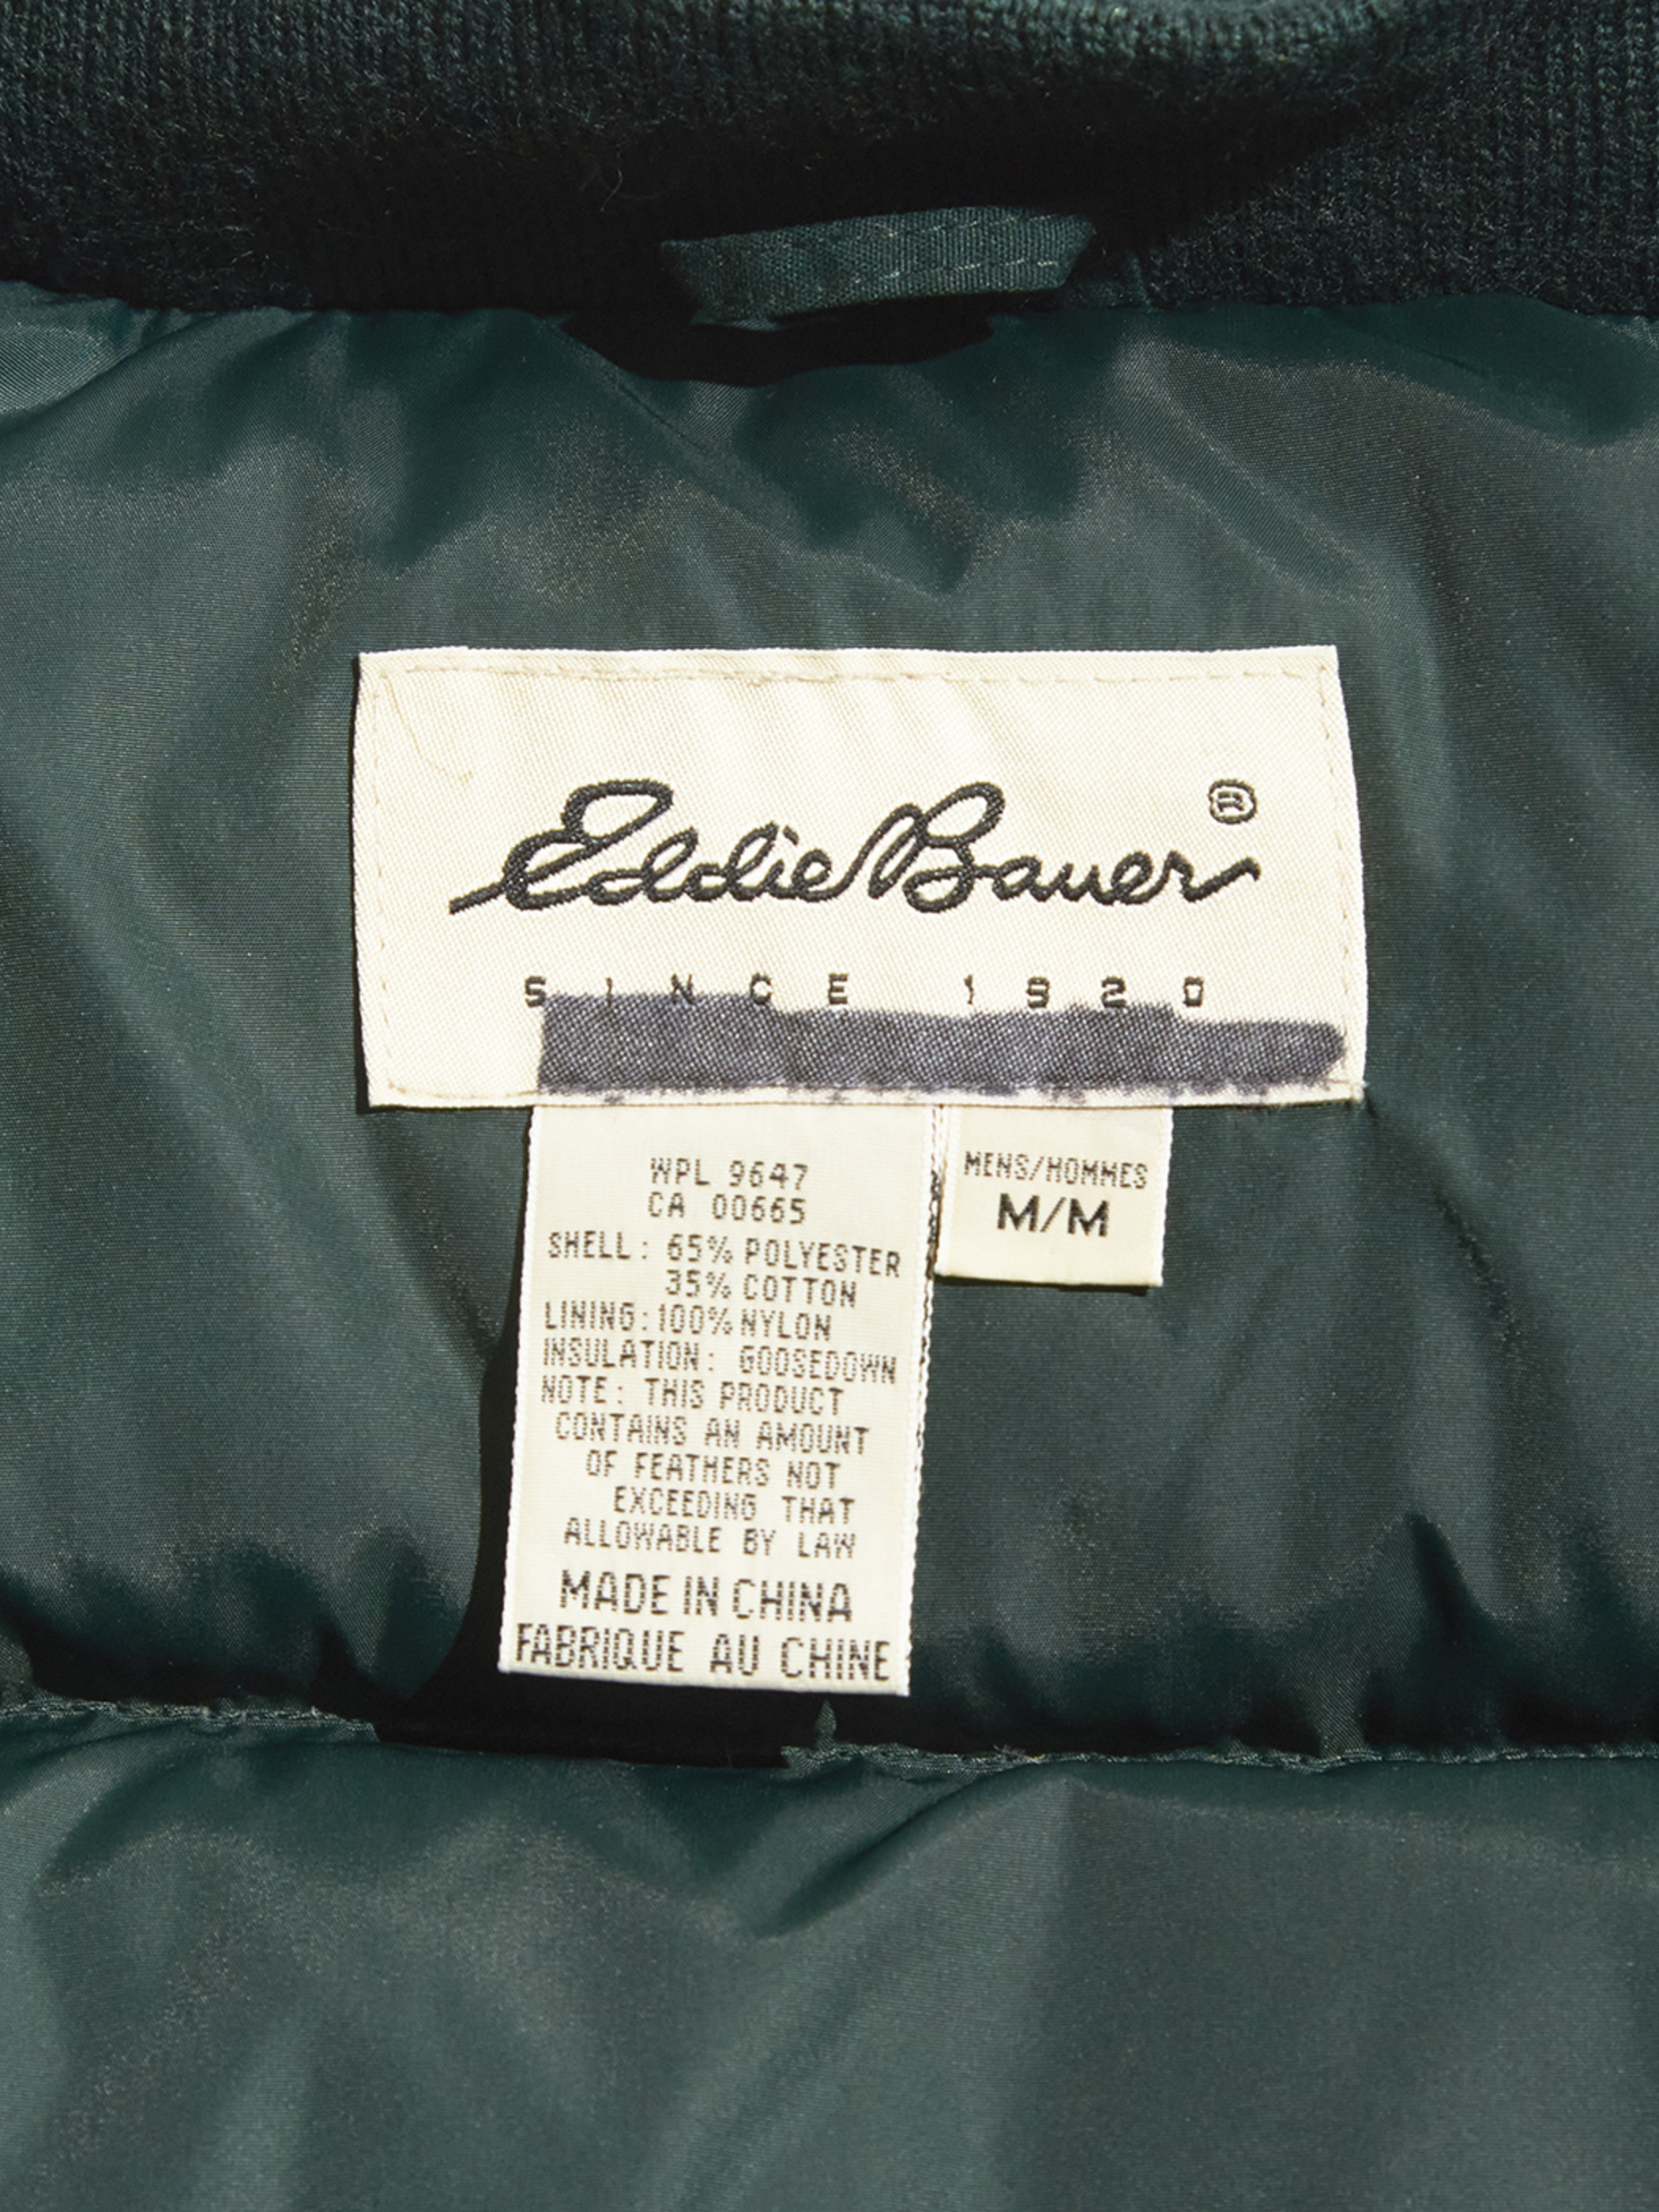 Eddie Bauer ®
SINCE 1920
WPL 9647
CA 00665
SHELL: 65% POLYESTER
35% COTTON
LINING: 100% NYLON
INSULATION: GOOSEDOWN
NOTE: THIS PRODUCT
CONTAINS AN AMOUNT
OF FEATHERS NOT
EXCEEDING THAT
ALLOWABLE BY LAW
MADE IN CHINA
FABRIQUE AU CHINE
MENS/HOMMES
M/M